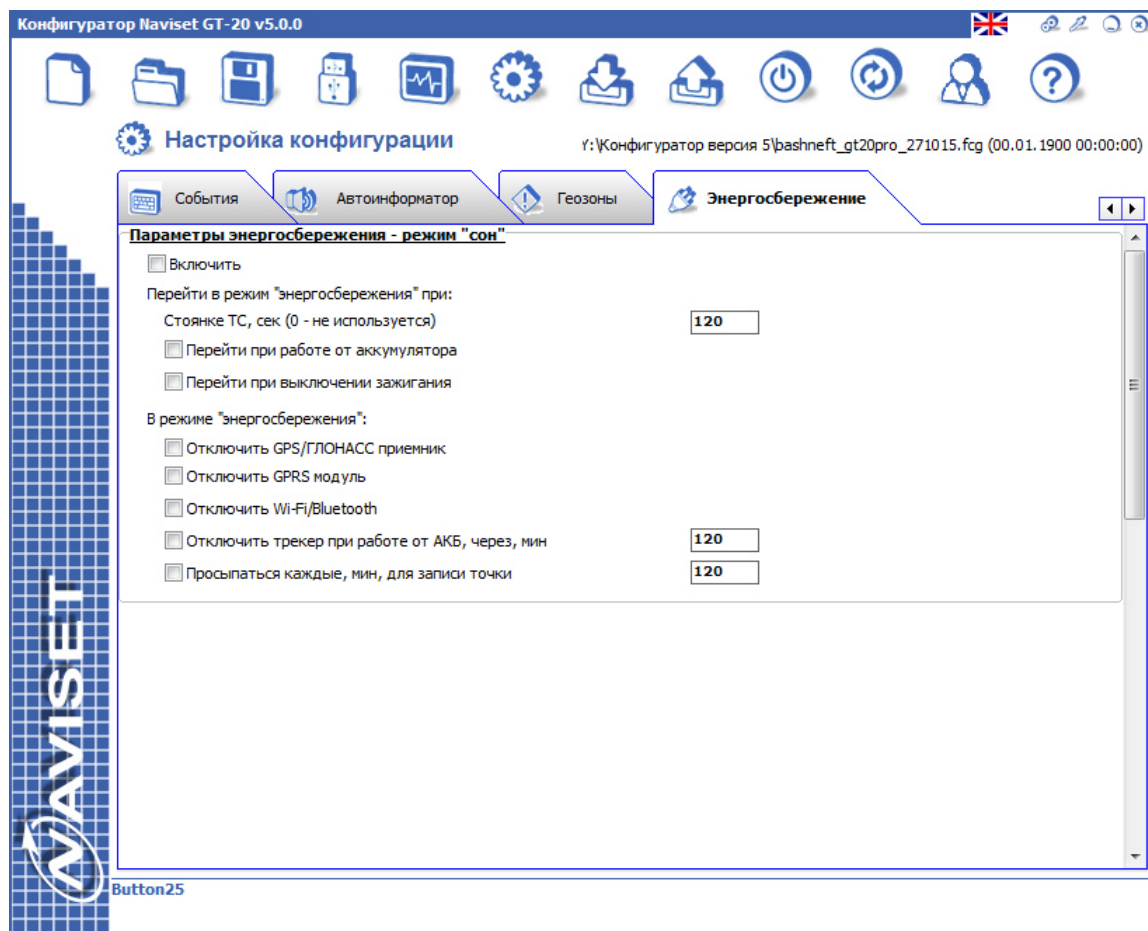 Конфигуратор Naviset GT-20 v5.0.0
Настройка конфигурации
Y:\Конфигуратор версия 5\bashneft_gt20pro_271015.fcg (00.01.1900 00:00:00)
События
Автоинформатор
Геозоны
Энергосбережение
Параметры энергосбережения - режим "сон"
Включить
Перейти в режим "энергосбережения" при:
Стоянке ТС, сек (0 - не используется) 120
Перейти при работе от аккумулятора
Перейти при выключении зажигания
В режиме "энергосбережения":
Отключить GPS/ГЛОНАСС приемник
Отключить GPRS модуль
Отключить Wi-Fi/Bluetooth
Отключить трекер при работе от АКБ, через, мин 120
Просыпаться каждые, мин, для записи точки 120
NAVISET
Button25